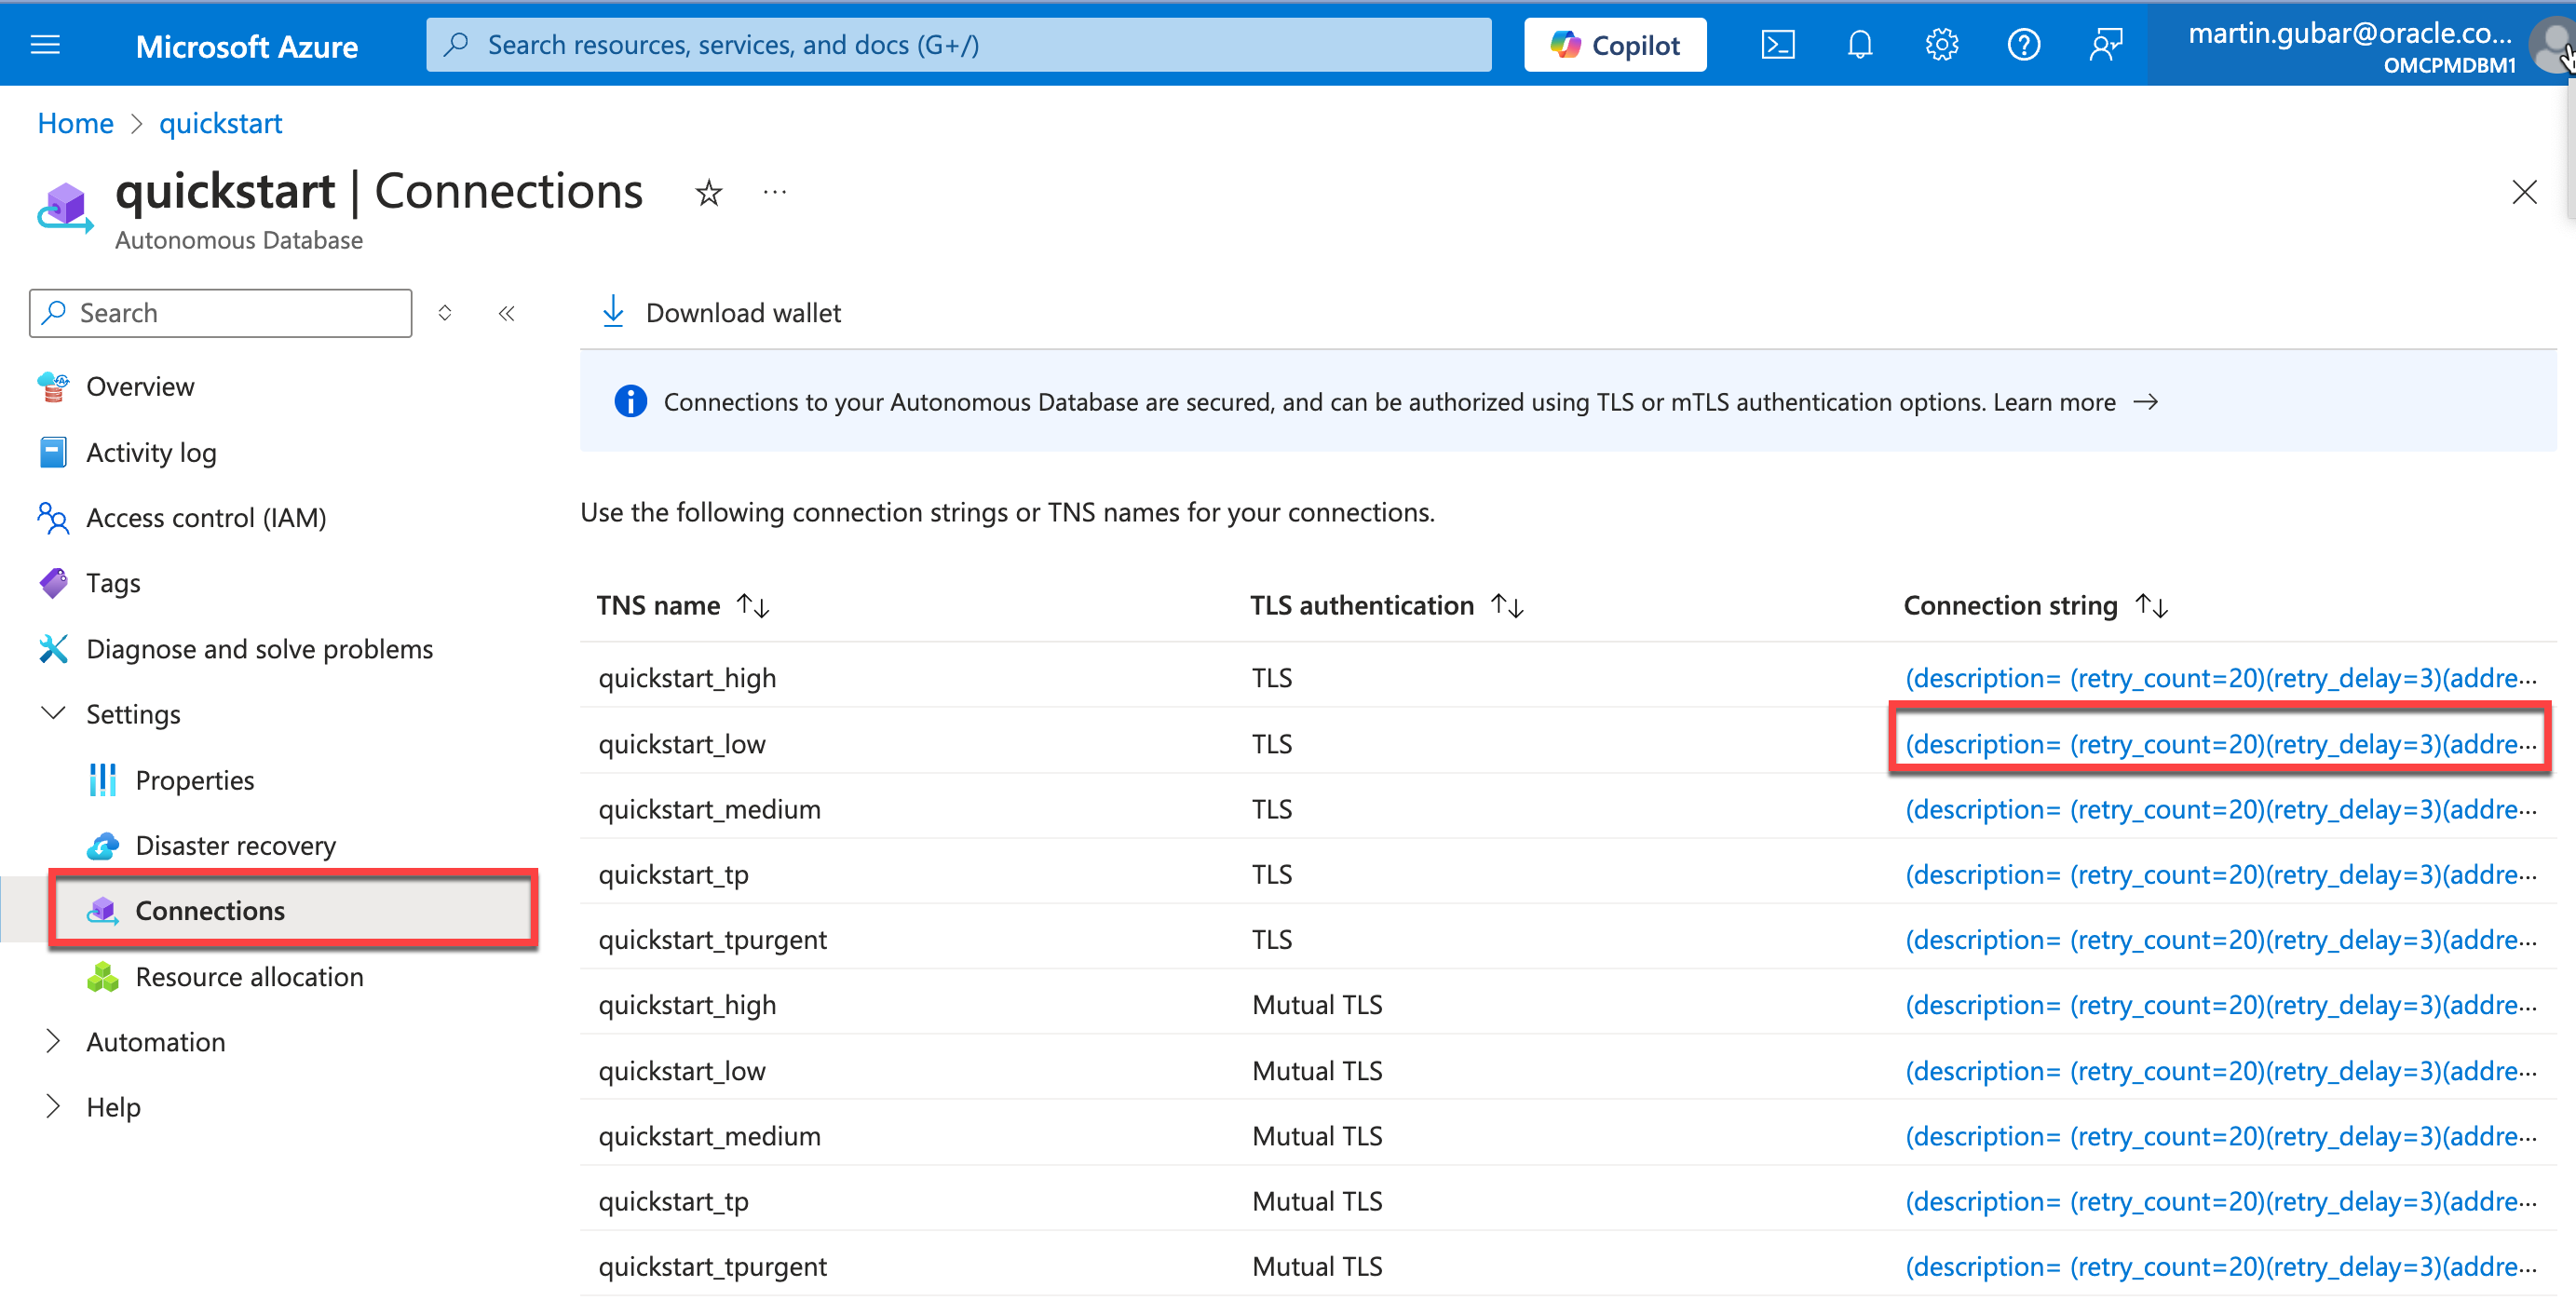 Microsoft Azure
Search resources, services, and docs (G+/)
Copilot
martin.gubar@oracle.co...
OMCPMDBM1
Home > quickstart
quickstart | Connections
Autonomous Database
Search
Overview
Activity log
Access control (IAM)
Tags
Diagnose and solve problems
Settings
Properties
Disaster recovery
Connections
Resource allocation
Automation
Help
Download wallet
Connections to your Autonomous Database are secured, and can be authorized using TLS or mTLS authentication options. Learn more →
Use the following connection strings or TNS names for your connections.
TNS name ↑↓ TLS authentication ↑↓ Connection string ↑↓
quickstart_high TLS (description= (retry_count=20)(retry_delay=3)(addre...
quickstart_low TLS (description= (retry_count=20)(retry_delay=3)(addre...
quickstart_medium TLS (description= (retry_count=20)(retry_delay=3)(addre...
quickstart_tp TLS (description= (retry_count=20)(retry_delay=3)(addre...
quickstart_tpurgent TLS (description= (retry_count=20)(retry_delay=3)(addre...
quickstart_high Mutual TLS (description= (retry_count=20)(retry_delay=3)(addre...
quickstart_low Mutual TLS (description= (retry_count=20)(retry_delay=3)(addre...
quickstart_medium Mutual TLS (description= (retry_count=20)(retry_delay=3)(addre...
quickstart_tp Mutual TLS (description= (retry_count=20)(retry_delay=3)(addre...
quickstart_tpurgent Mutual TLS (description= (retry_count=20)(retry_delay=3)(addre...